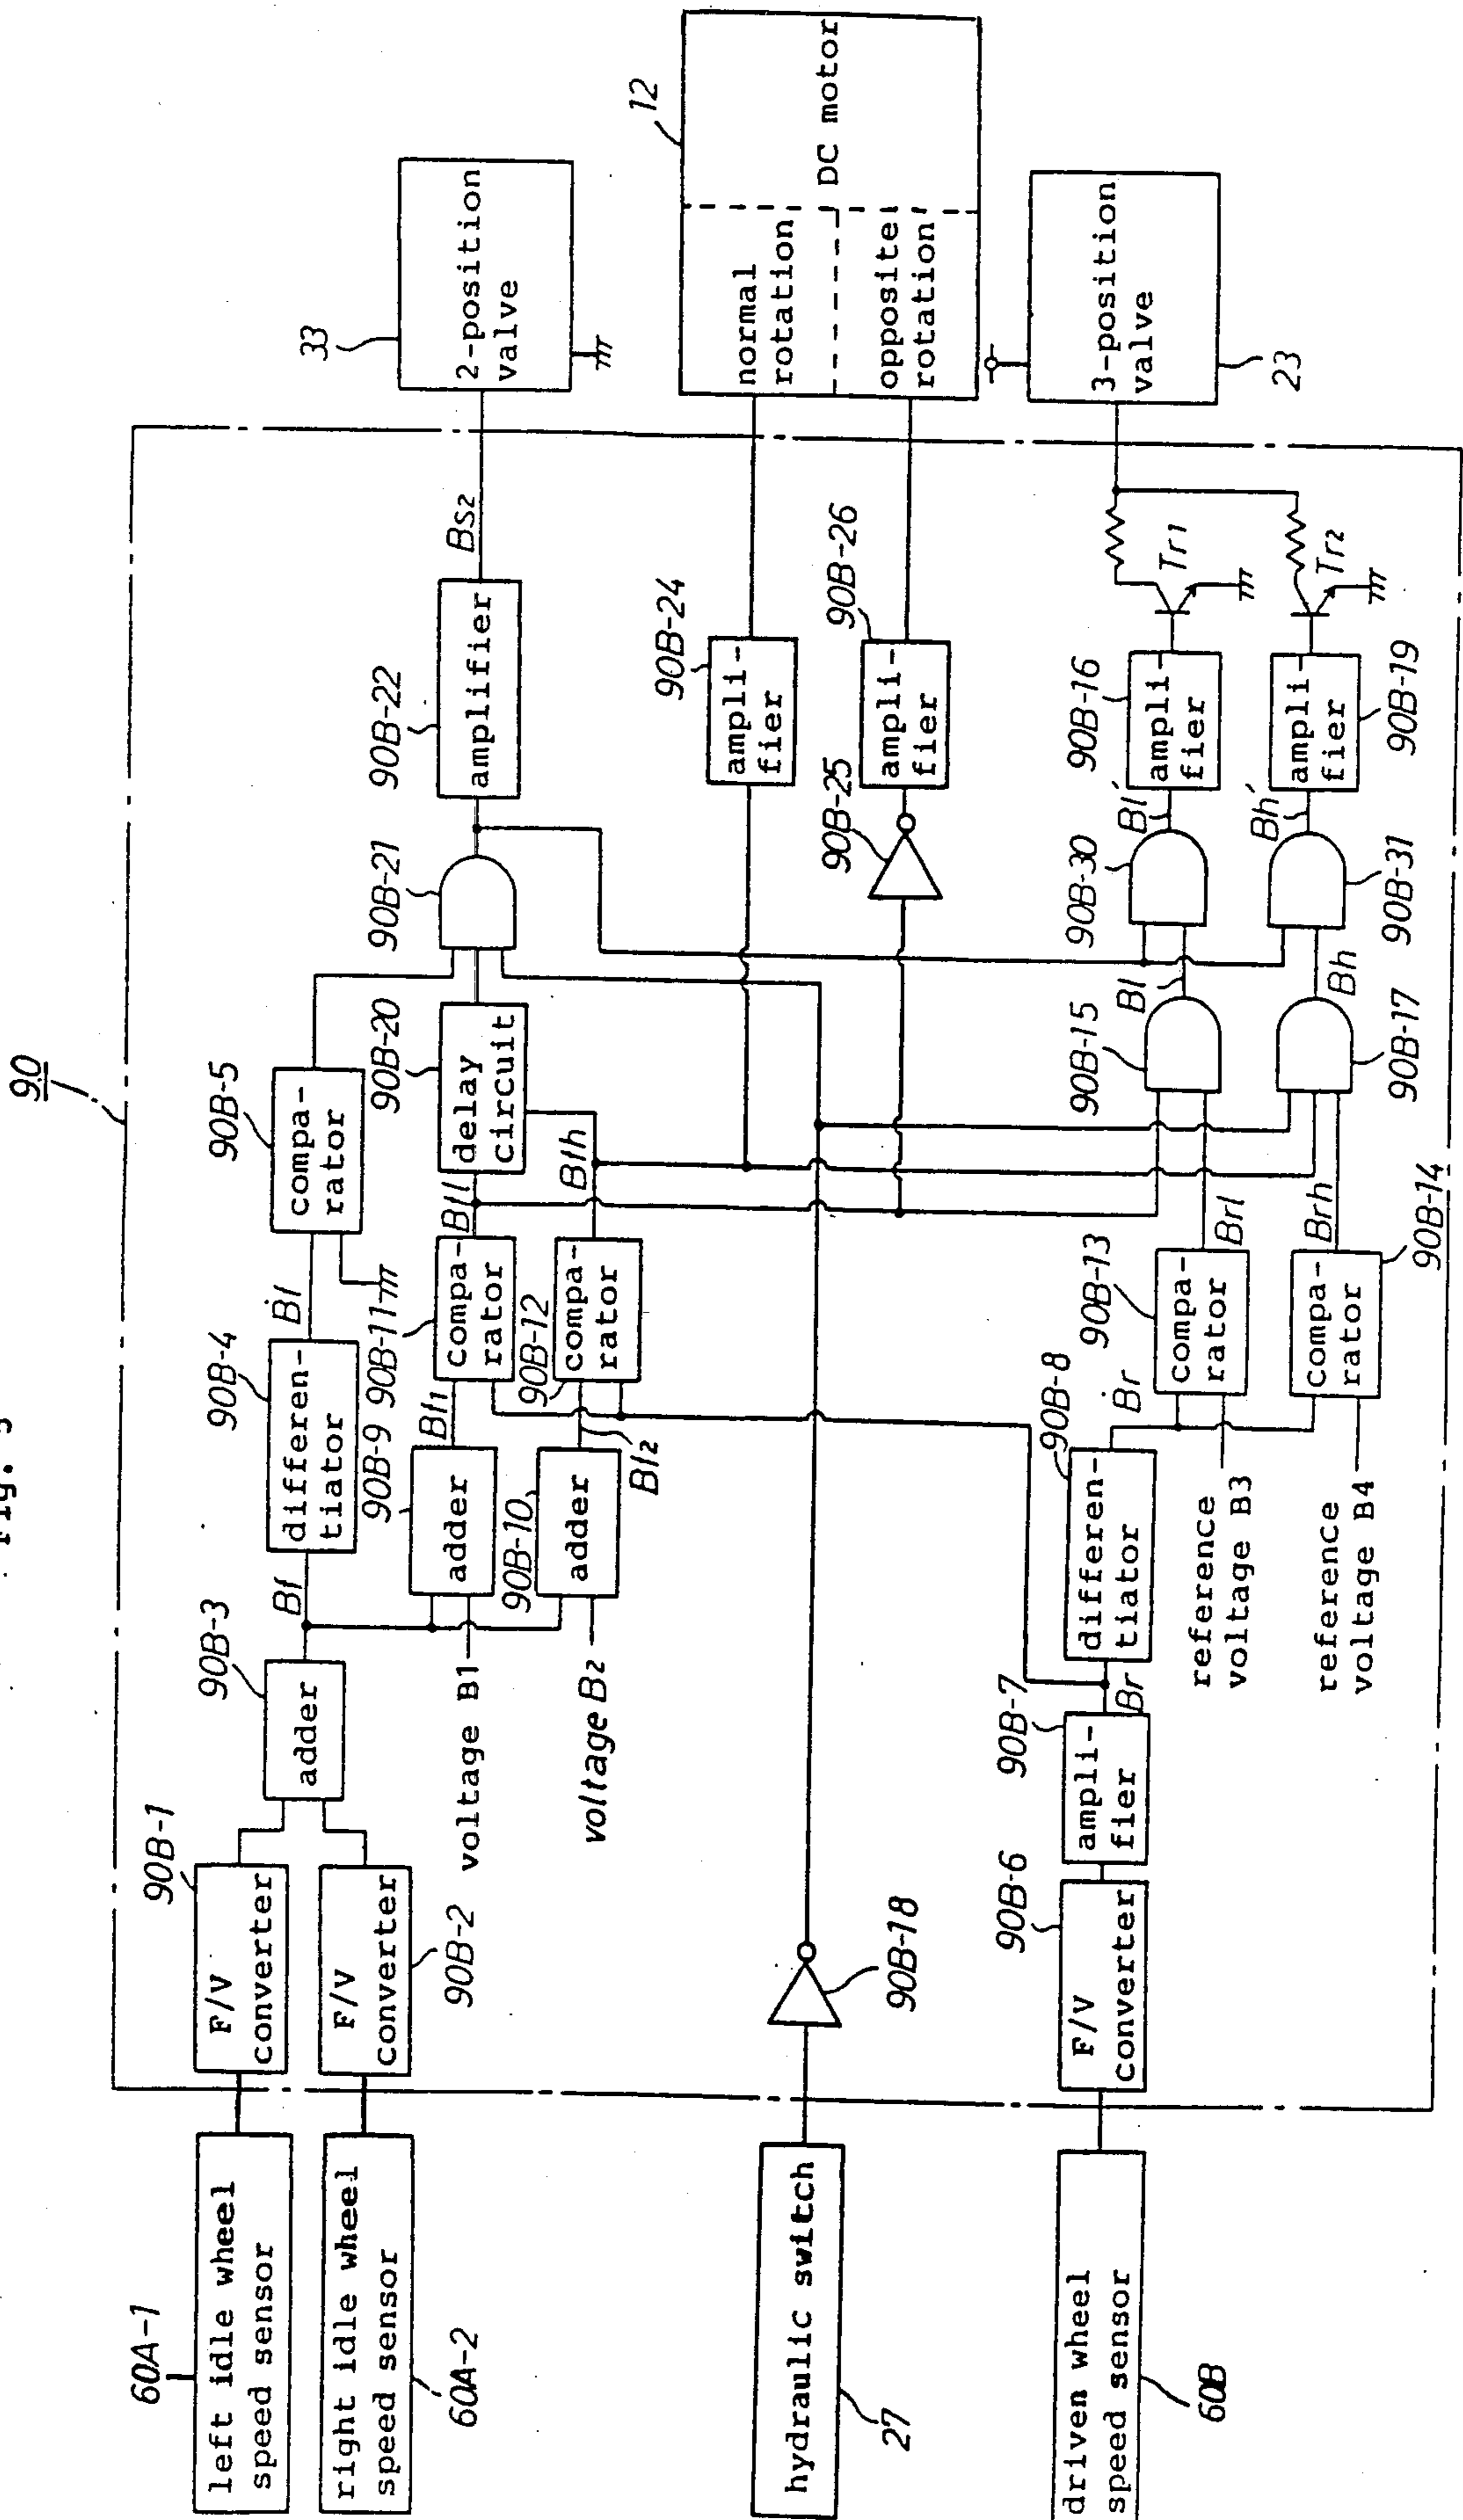 Fig. 5
90
60A-1
left idle wheel
speed sensor
right idle wheel
speed sensor
60A-2
hydraulic switch
27
driven wheel
speed sensor
60B
90B-1
F/V
converter
F/V
converter
90B-2
90B-3
adder
Bf
90B-4
differen-
tiator
Ḃf
90B-5
compa-
rator
90B-9
adder
voltage B1
Bf1
90B-10
adder
voltage B2
Bf2
90B-11
compa-
rator
Bfl
90B-12
compa-
rator
Bfh
90B-20
delay
circuit
90B-21
90B-22
amplifier
BS2
33
2-position
valve
90B-18
90B-24
ampli-
fier
90B-25
90B-26
ampli-
fier
12
normal
rotation
opposite
rotation
DC motor
90B-6
F/V
converter
90B-7
ampli-
fier
Br
90B-8
differen-
tiator
Ḃr
90B-13
compa-
rator
Brl
reference
voltage B3
90B-14
compa-
rator
Brh
reference
voltage B4
90B-15
Bl
90B-17
Bh
90B-30
Bl′
90B-31
Bh′
90B-16
ampli-
fier
90B-19
ampli-
fier
Tr1
Tr2
3-position
valve
23